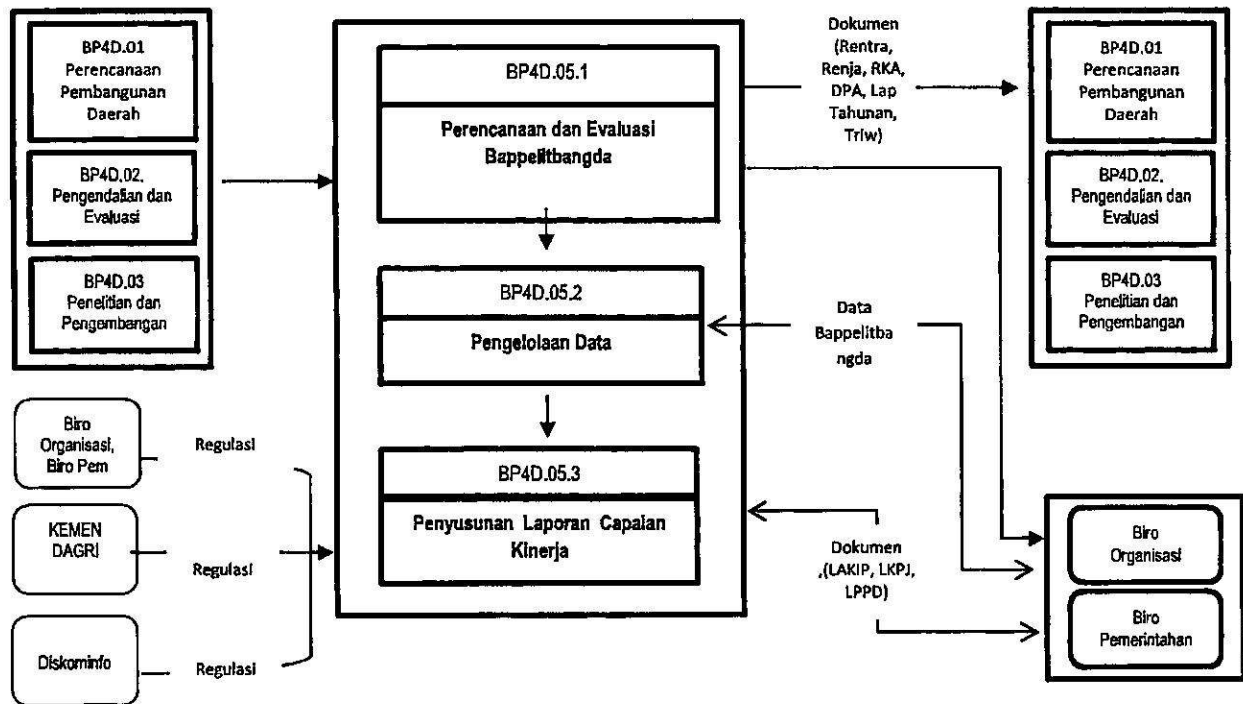 BP4D.01
Perencanaan
Pembangunan
Daerah
BP4D.02.
Pengendalian dan
Evaluasi
BP4D.03
Penelitian dan
Pengembangan
Biro
Organisasi,
Biro Pem
KEMEN
DAGRI
Diskominfo
Regulasi
Regulasi
Regulasi
BP4D.05.1
Perencanaan dan Evaluasi
Bappelitbangda
BP4D.05.2
Pengelolaan Data
BP4D.05.3
Penyusunan Laporan Capaian
Kinerja
Dokumen
(Rentra,
Renja, RKA,
DPA, Lap
Tahunan,
Triw)
Data
Bappelitba
ngda
Dokumen
,(LAKIP, LKPJ,
LPPD)
BP4D.01
Perencanaan
Pembangunan
Daerah
BP4D.02.
Pengendalian dan
Evaluasi
BP4D.03
Penelitian dan
Pengembangan
Biro
Organisasi
Biro
Pemerintahan